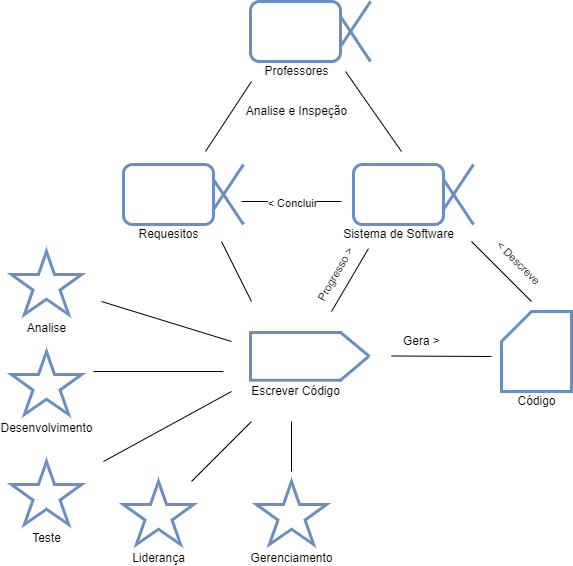 Professores
Analise e Inspeção
Requesitos
< Concluir
Sistema de Software
Progresso >
< Descreve
Analise
Gera >
Escrever Código
Código
Desenvolvimento
Teste
Liderança
Gerenciamento